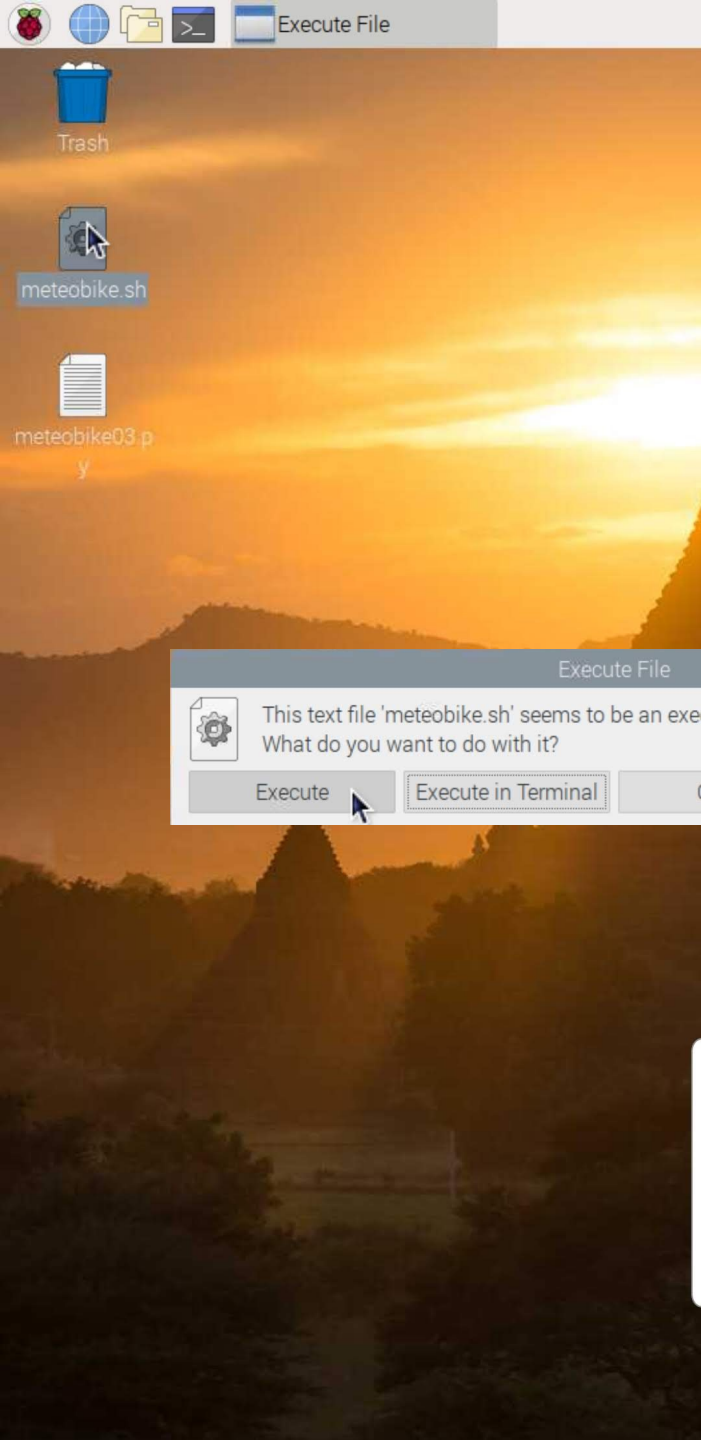 >_
Execute File
Trash
meteobike.sh
meteobike03.p
y
Execute File
This text file 'meteobike.sh' seems to be an
What do you want to do with it?
Execute
Execute in Terminal